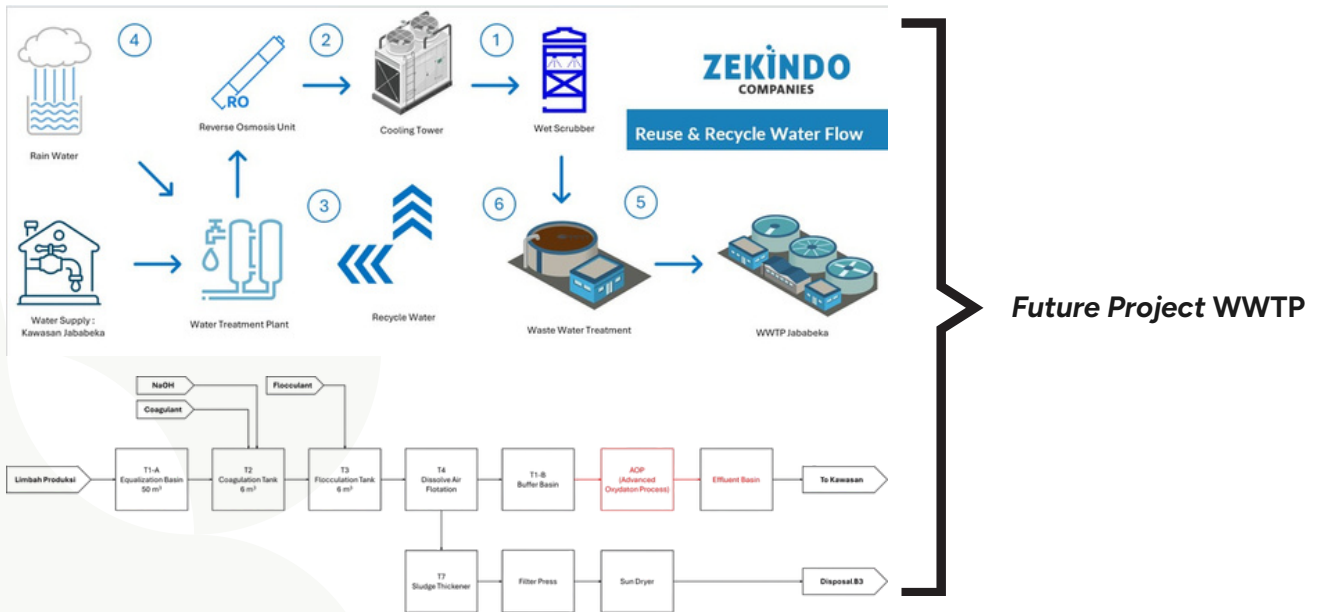 4
2
1
RO
Rain Water
Reverse Osmosis Unit
Cooling Tower
Wet Scrubber
ZEKINDO
COMPANIES
Reuse & Recycle Water Flow
3
6
5
Water Supply :
Kawasan Jababeka
Water Treatment Plant
Recycle Water
Waste Water Treatment
WWTP Jababeka
Future Project WWTP
NaOH
Coagulant
Flocculant
Limbah Produksi
T1-A
Equalization Basin
50 m³
T2
Coagulation Tank
6 m³
T3
Flocculation Tank
6 m³
T4
Dissolve Air
Flotation
T1-B
Buffer Basin
AOP
(Advanced
Oxydaton Process)
Effluent Basin
To Kawasan
T7
Sludge Thickener
Filter Press
Sun Dryer
Disposal B3